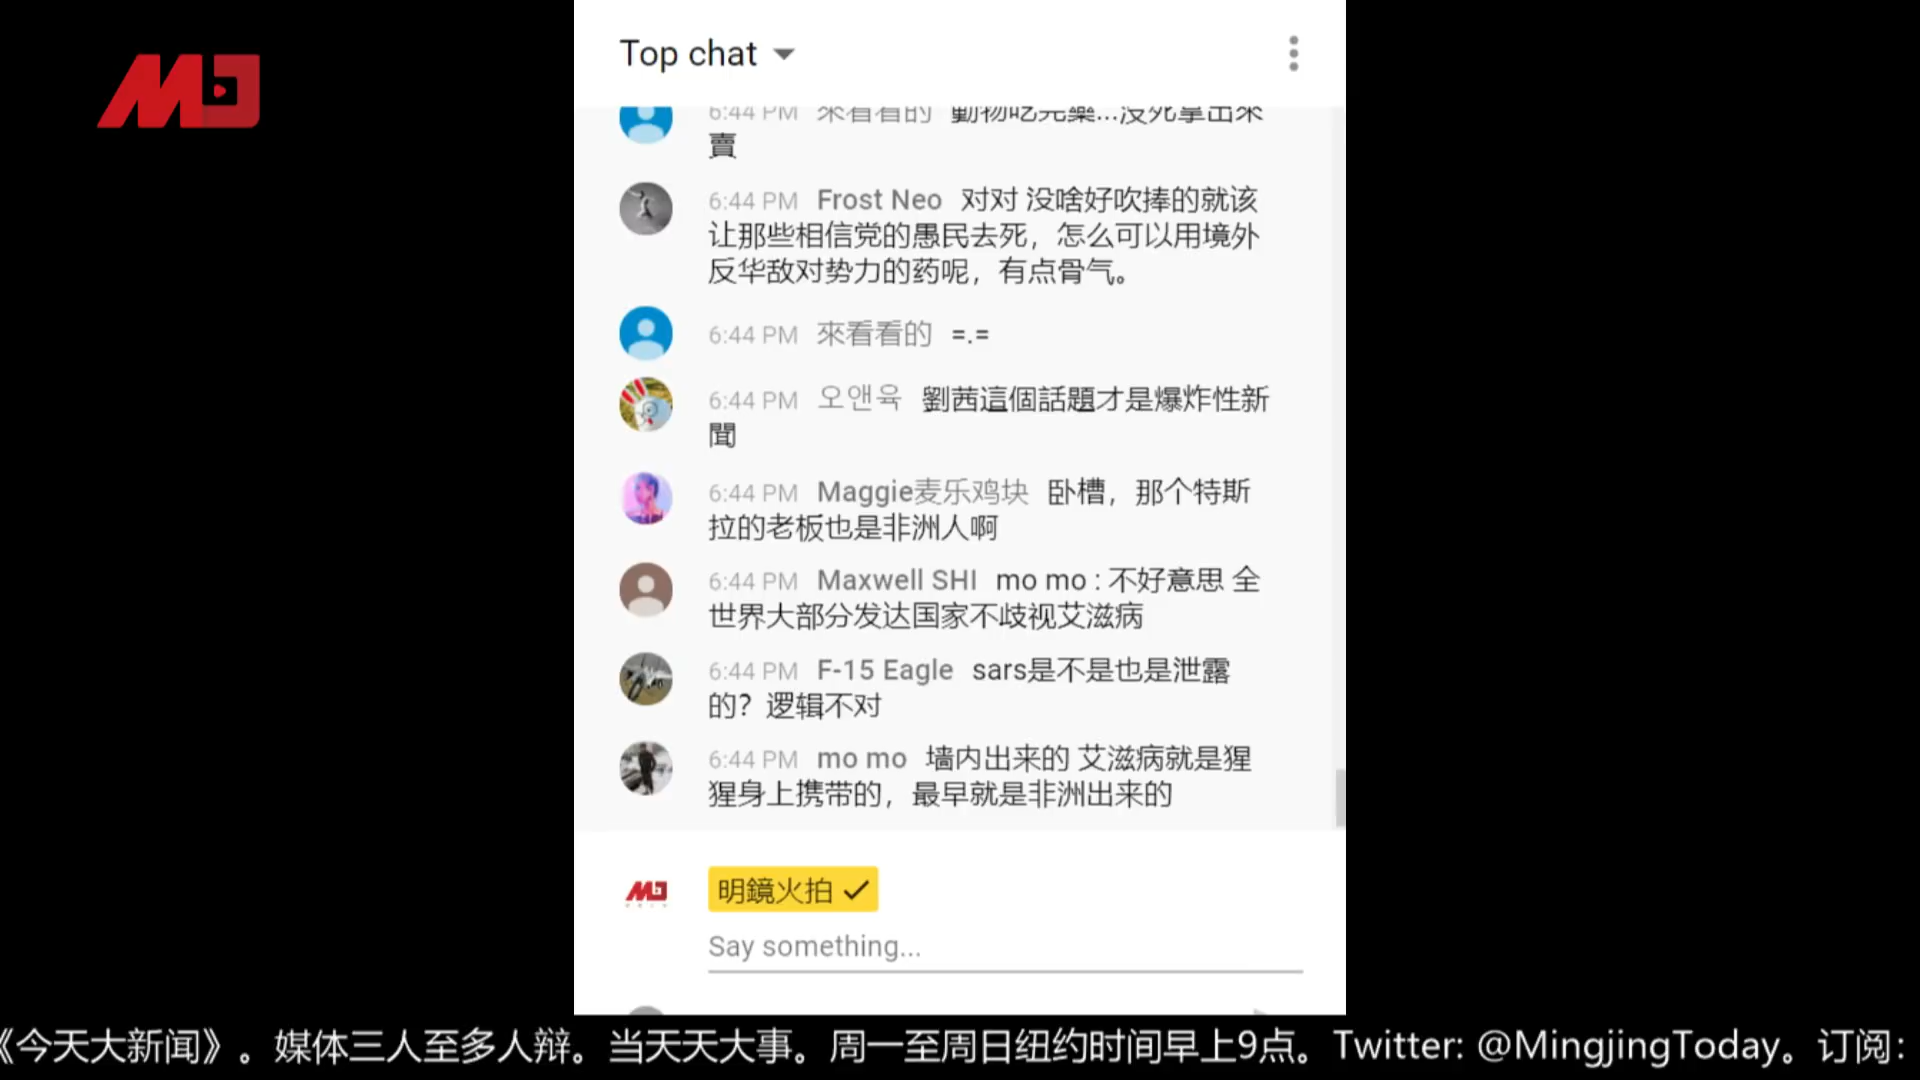 Top chat
6:44 PM 來看看的 動物吃完藥...沒死拿出來
賣
6:44 PM Frost Neo 对对 没啥好吹捧的就该
让那些相信党的愚民去死，怎么可以用境外
反华敌对势力的药呢，有点骨气。
6:44 PM 來看看的 =.=
6:44 PM 오앤육 劉茜這個話題才是爆炸性新
聞
6:44 PM Maggie麦乐鸡块 卧槽，那个特斯
拉的老板也是非洲人啊
6:44 PM Maxwell SHI mo mo : 不好意思 全
世界大部分发达国家不歧视艾滋病
6:44 PM F-15 Eagle sars是不是也是泄露
的？逻辑不对
6:44 PM mo mo 墙内出来的 艾滋病就是猩
猩身上携带的，最早就是非洲出来的
明鏡火拍
Say something...
《今天大新闻》。媒体三人至多人辩。当天天大事。周一至周日纽约时间早上9点。Twitter: @MingjingToday。订阅: